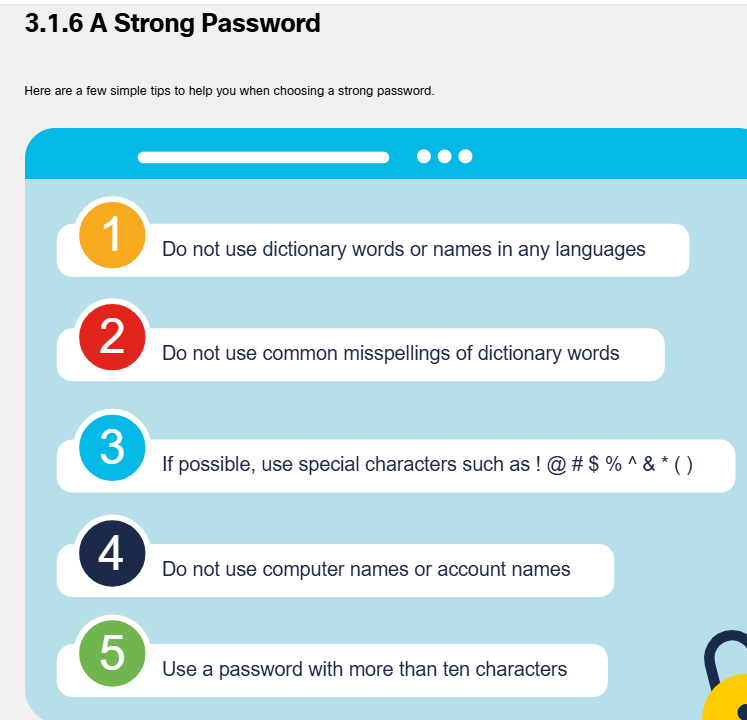 3.1.6 A Strong Password
Here are a few simple tips to help you when choosing a strong password.
1
Do not use dictionary words or names in any languages
2
Do not use common misspellings of dictionary words
3
If possible, use special characters such as ! @ # $ % ^ & * ( )
4
Do not use computer names or account names
5
Use a password with more than ten characters